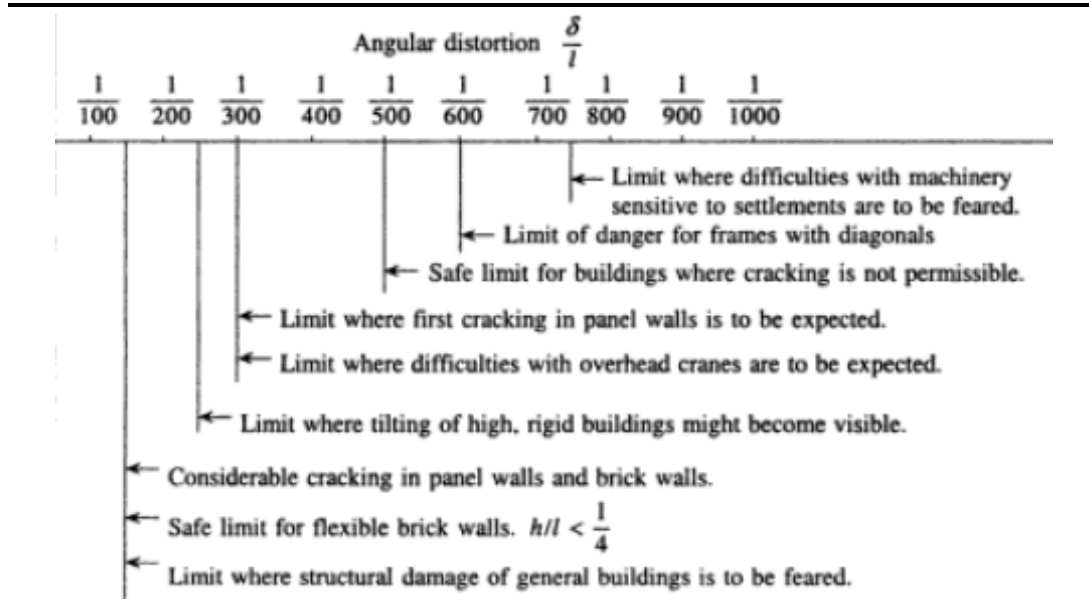 Angular distortion δ/l
1/100 1/200 1/300 1/400 1/500 1/600 1/700 1/800 1/900 1/1000
Limit where difficulties with machinery
sensitive to settlements are to be feared.
Limit of danger for frames with diagonals
Safe limit for buildings where cracking is not permissible.
Limit where first cracking in panel walls is to be expected.
Limit where difficulties with overhead cranes are to be expected.
Limit where tilting of high, rigid buildings might become visible.
Considerable cracking in panel walls and brick walls.
Safe limit for flexible brick walls. h/l < 1/4
Limit where structural damage of general buildings is to be feared.